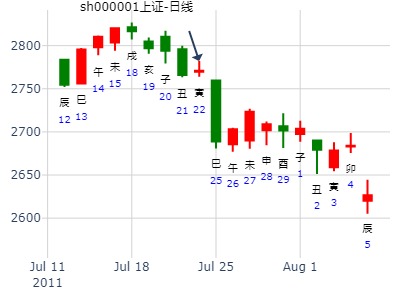 sh000001上证-日线
2800
2750
2700
2650
2600
辰
12
巳
13
午
14
未
15
戌
18
亥
19
子
20
丑
21
寅
22
巳
25
午
26
未
27
申
28
酉
29
子
1
丑
2
寅
3
卯
4
辰
5
Jul 11
2011
Jul 18
Jul 25
Aug 1